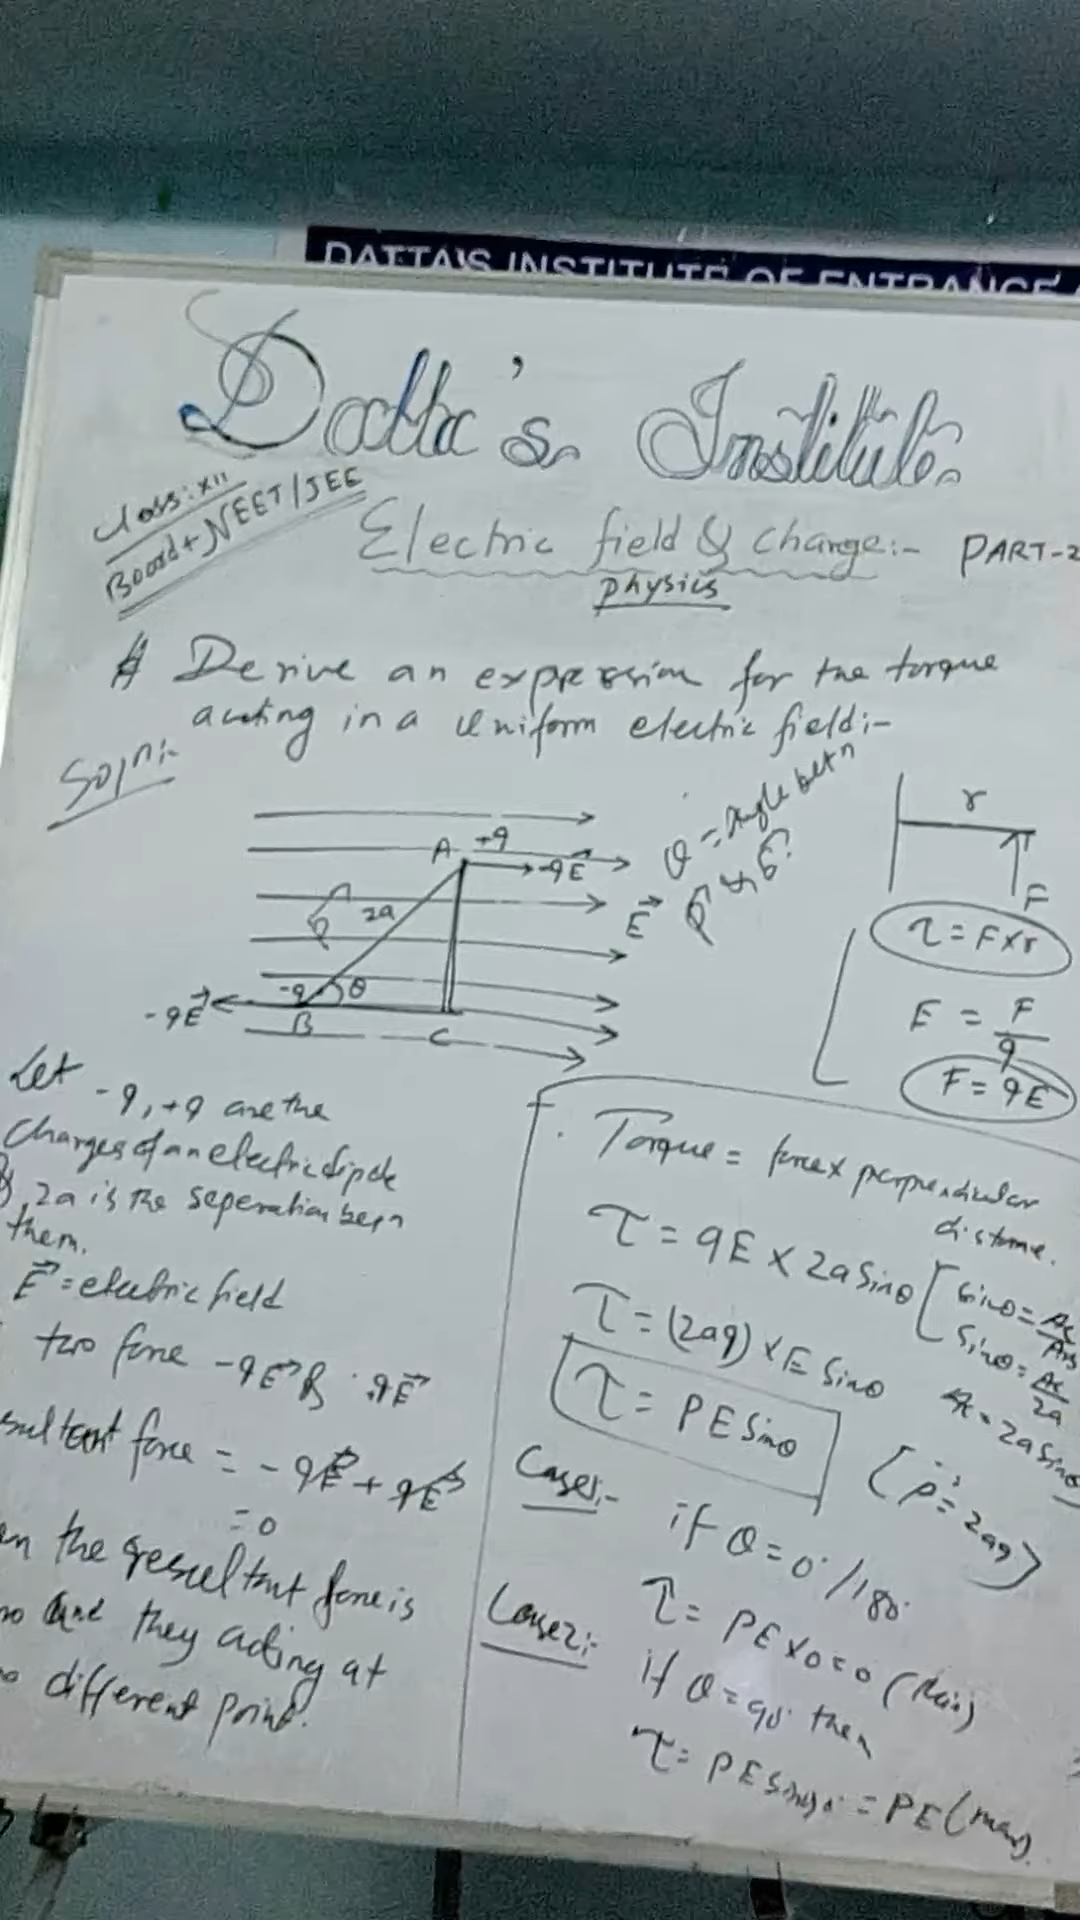 DATTA'S INSTITUTE OF ENTRANCE
Datta's Institute
Class: XII
Board + NEET / JEE
Electric field & charge:- PART-2
physics
# Derive an expression for the torque
acting in a uniform electric field:-
Soln:-
θ = Angle betn
P & E
A +q
qE
2a
P
E
-q θ
-qE
B
C
r
F
τ = F×r
E = F/q
F = qE
Let -q, +q are the
charges of an electric dipole
& 2a is the seperation betn
them.
E = electric field
two force -qE & qE
force = -qE + qE
= 0
the resultant force is
and they acting at
different point.
Torque = force × perpendicular
distance.
τ = qE × 2a Sinθ
[Sinθ = AC/AB
Sinθ = AC/2a
AC = 2a Sinθ
τ = (2aq) × E Sinθ
τ = PE Sinθ
[P = 2aq]
Case1:- if θ = 0°/180°
τ = PE × 0 = 0 (Min)
Case2:- if θ = 90° then
τ = PE Sin90° = PE (max)